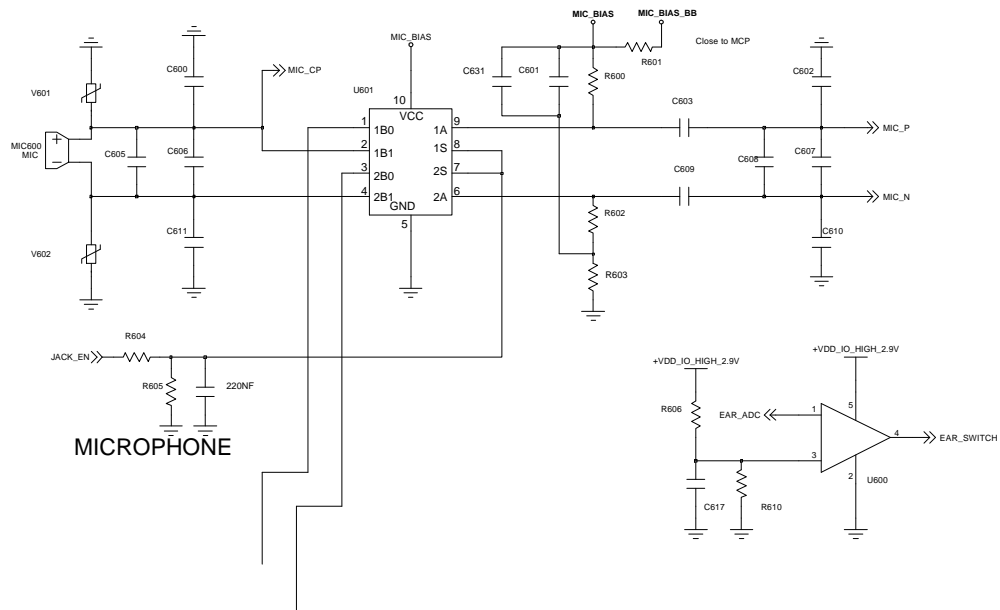 MIC_BIAS MIC_BIAS_BB
MIC_BIAS
Close to MCP
R601
C600
C631
C601
R600
C602
MIC_CP
V601
U601
10
VCC
C603
1
1B0
1A
9
MIC_P
2
1B1
1S
8
MIC600
MIC
C605
C606
C608
C607
3
2B0
2S
7
C609
4
2B1
2A
6
MIC_N
GND
5
R602
C611
C610
V602
R603
R604
JACK_EN
R605
220NF
MICROPHONE
+VDD_IO_HIGH_2.9V
+VDD_IO_HIGH_2.9V
R606
EAR_ADC
1
5
4
EAR_SWITCH
3
2
U600
C617
R610